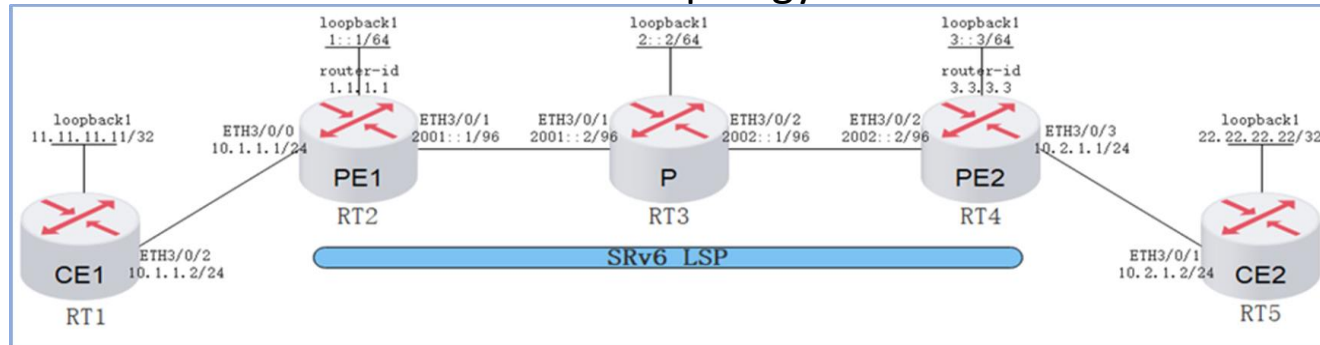 loopback1
1::1/64
router-id
1.1.1.1
loopback1
2::2/64
loopback1
3::3/64
router-id
3.3.3.3
loopback1
11.11.11.11/32
ETH3/0/0
10.1.1.1/24
ETH3/0/1
2001::1/96
ETH3/0/1
2001::2/96
ETH3/0/2
2002::1/96
ETH3/0/2
2002::2/96
ETH3/0/3
10.2.1.1/24
loopback1
22.22.22.22/32
PE1
RT2
P
RT3
PE2
RT4
SRv6 LSP
CE1
RT1
ETH3/0/2
10.1.1.2/24
ETH3/0/1
10.2.1.2/24
CE2
RT5